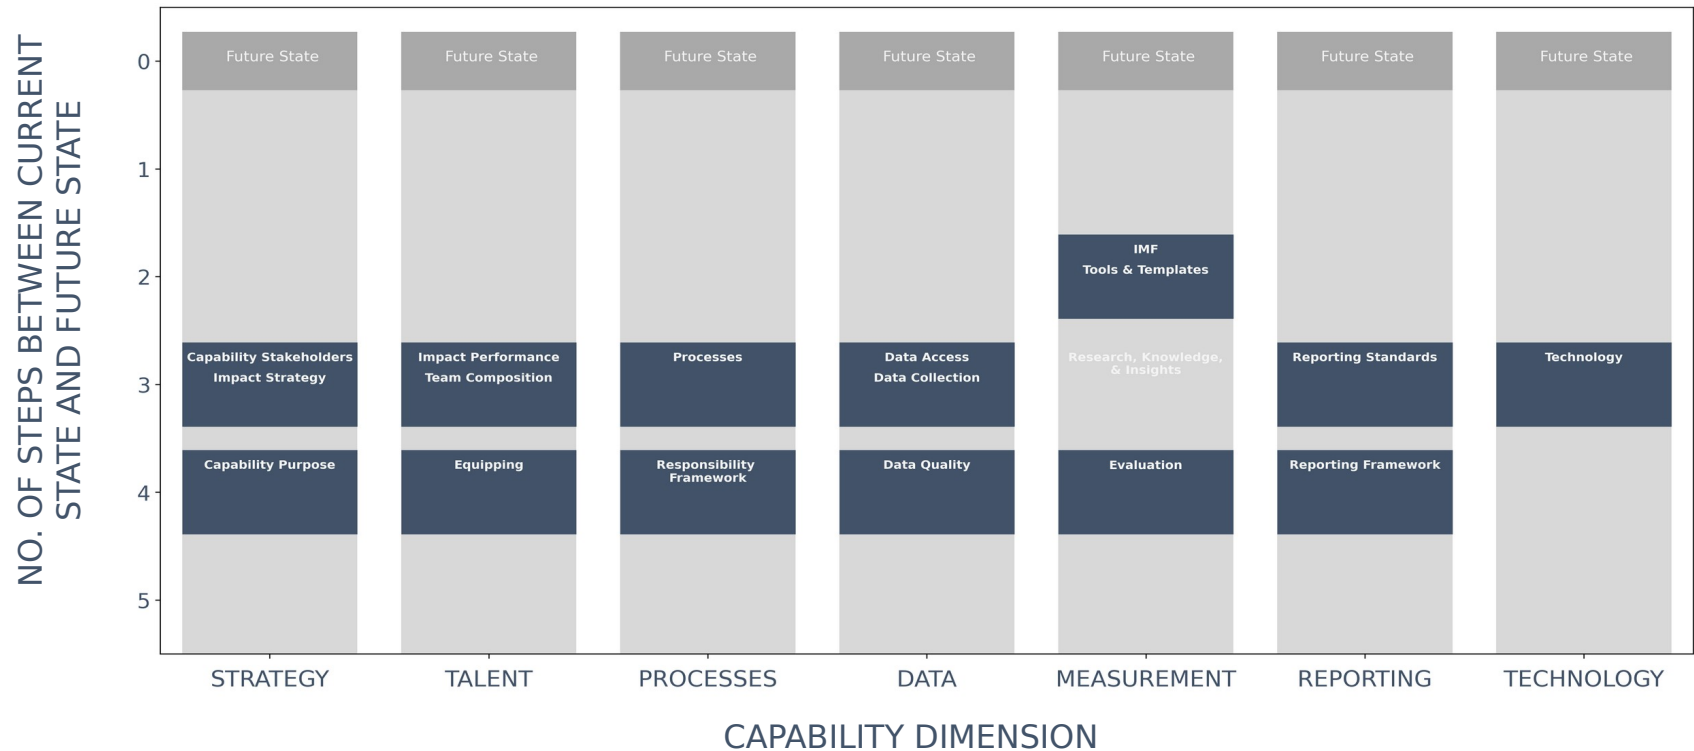 NO. OF STEPS BETWEEN CURRENT
STATE AND FUTURE STATE
0
1
2
3
4
5
Future State
Future State
Future State
Future State
Future State
Future State
Future State
IMF
Tools & Templates
Capability Stakeholders
Impact Strategy
Impact Performance
Team Composition
Processes
Data Access
Data Collection
Research, Knowledge,
& Insights
Reporting Standards
Technology
Capability Purpose
Equipping
Responsibility
Framework
Data Quality
Evaluation
Reporting Framework
STRATEGY
TALENT
PROCESSES
DATA
MEASUREMENT
REPORTING
TECHNOLOGY
CAPABILITY DIMENSION